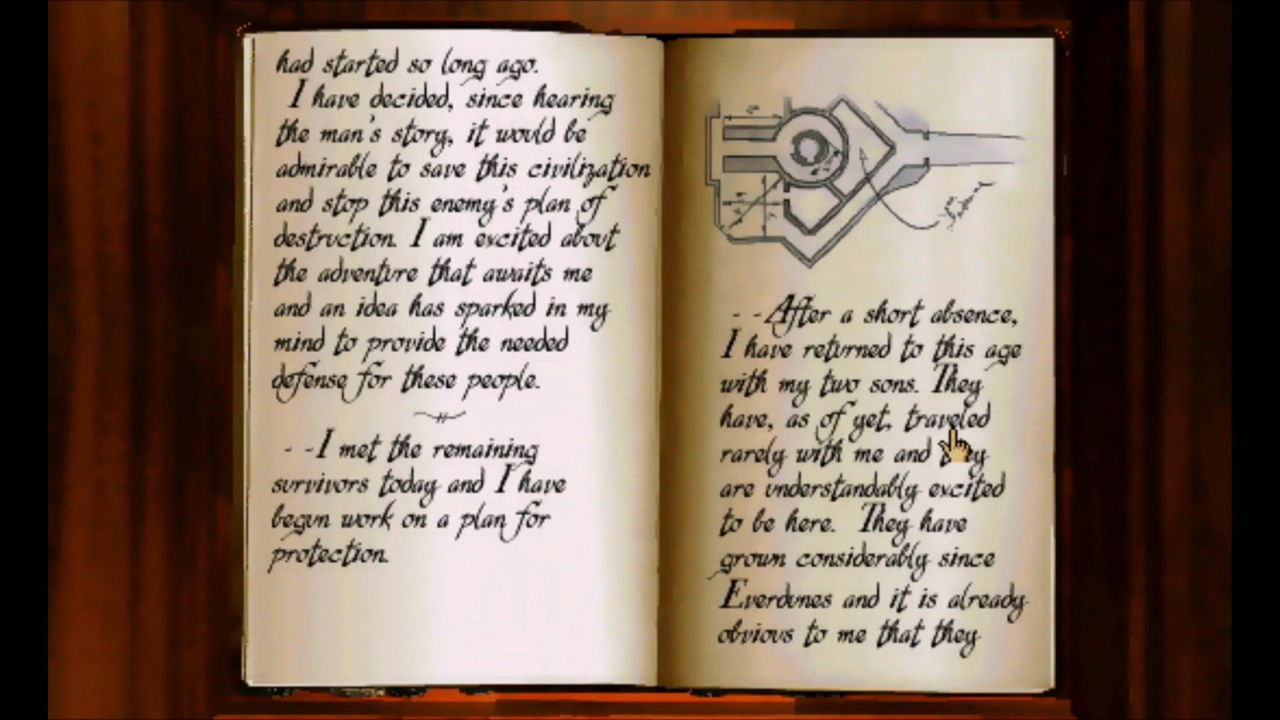 had started so long ago.
I have decided, since hearing
the man's story, it would be
admirable to save this civilization
and stop this enemy's plan of
destruction. I am excited about
the adventure that awaits me
and an idea has sparked in my
mind to provide the needed
defense for these people.
- -I met the remaining
survivors today and I have
begun work on a plan for
protection.
- -After a short absence,
I have returned to this age
with my two sons. They
have, as of yet, traveled
rarely with me and they
are understandably excited
to be here. They have
grown considerably since
Everdunes and it is already
obvious to me that they